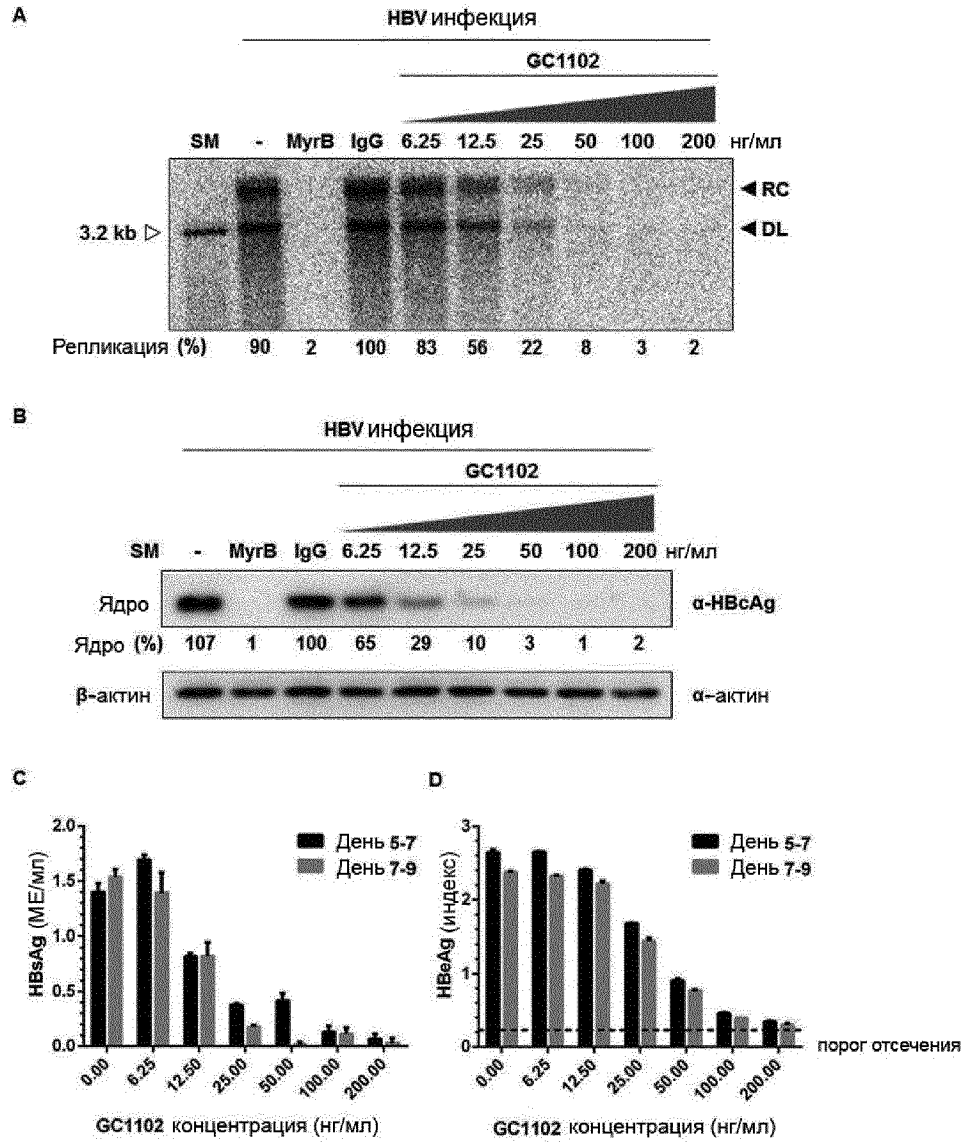 A
HBV инфекция
GC1102
SM - MyrB IgG 6.25 12.5 25 50 100 200 нг/мл
RC
3.2 kb DL
Репликация (%) 90 2 100 83 56 22 8 3 2
B
HBV инфекция
GC1102
SM - MyrB IgG 6.25 12.5 25 50 100 200 нг/мл
Ядро α-HBcAg
Ядро (%) 107 1 100 65 29 10 3 1 2
β-актин α-актин
C
HBsAg (МЕ/мл)
2.0
1.5
1.0
0.5
0.0
День 5-7
День 7-9
0.00 6.25 12.50 25.00 50.00 100.00 200.00
GC1102 концентрация (нг/мл)
D
HBeAg (индекс)
3
2
1
0
День 5-7
День 7-9
порог отсечения
0.00 6.25 12.50 25.00 50.00 100.00 200.00
GC1102 концентрация (нг/мл)